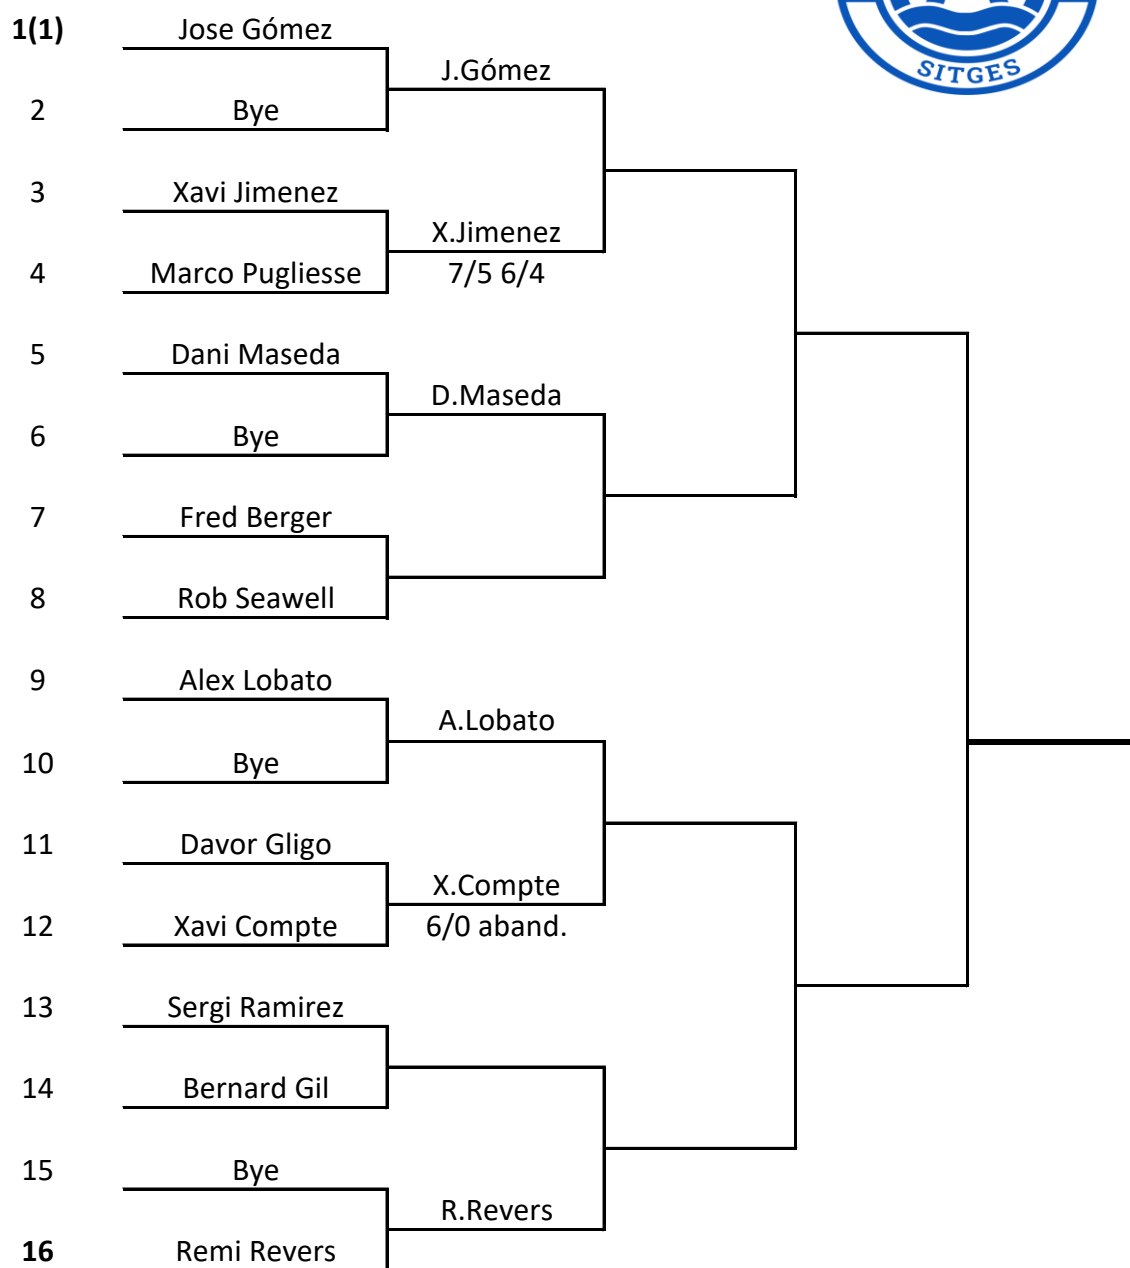 SITGES
1(1) Jose Gómez
J.Gómez
2 Bye
3 Xavi Jimenez
X.Jimenez
4 Marco Pugliesse 7/5 6/4
5 Dani Maseda
D.Maseda
6 Bye
7 Fred Berger
8 Rob Seawell
9 Alex Lobato
A.Lobato
10 Bye
11 Davor Gligo
X.Compte
12 Xavi Compte 6/0 aband.
13 Sergi Ramirez
14 Bernard Gil
15 Bye
R.Revers
16 Remi Revers